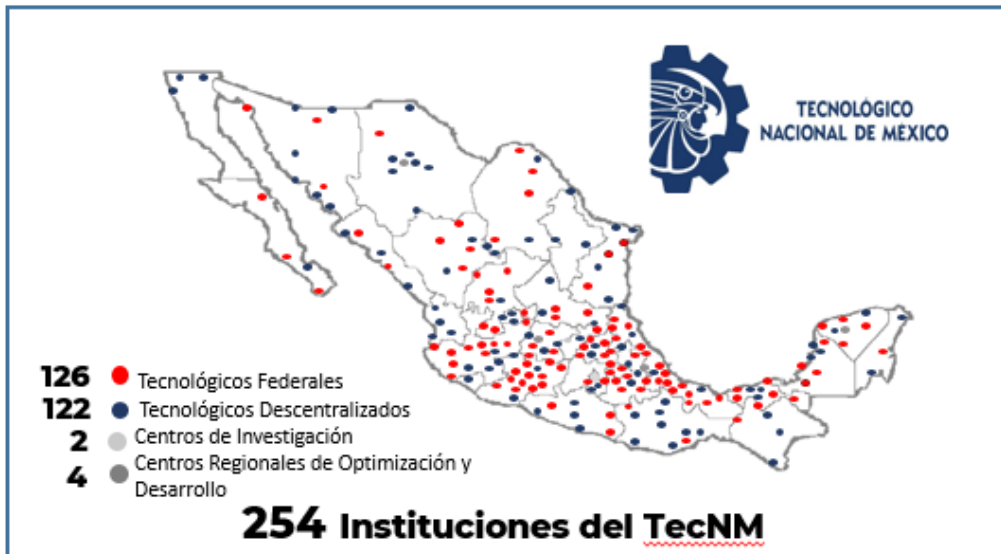 TECNOLÓGICO
NACIONAL DE MÉXICO
126 Tecnológicos Federales
122 Tecnológicos Descentralizados
2 Centros de Investigación
4 Centros Regionales de Optimización y
Desarrollo
254 Instituciones del TecNM